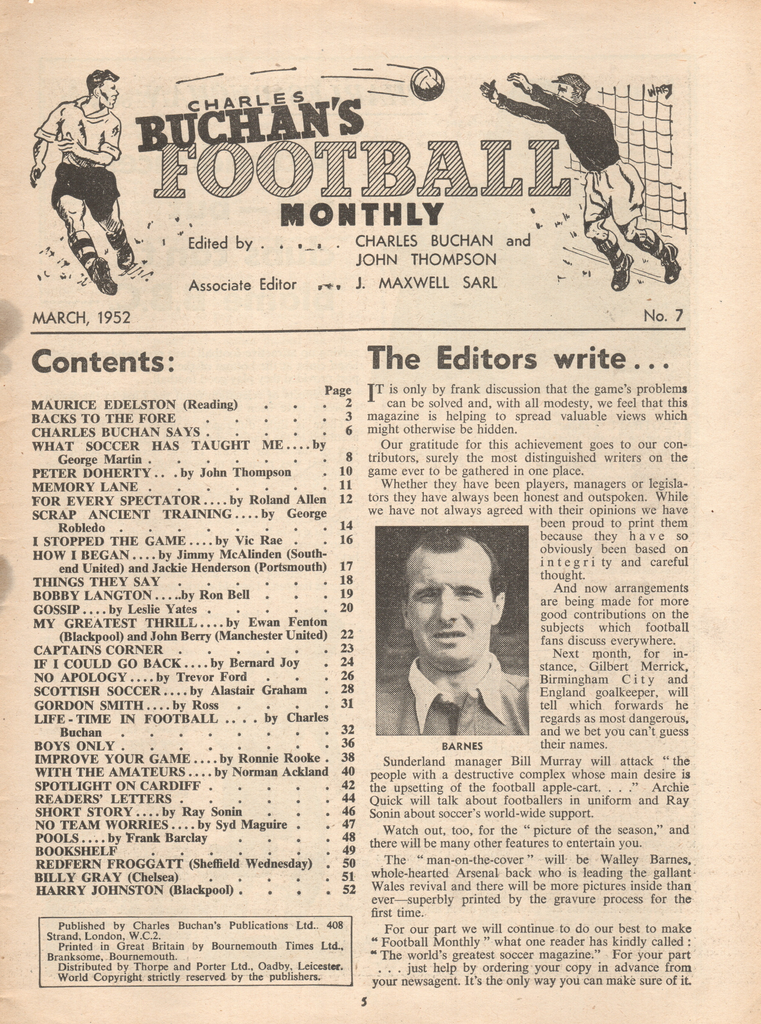 CHARLES
BUCHAN'S
FOOTBALL
MONTHLY
Edited by . . . . . CHARLES BUCHAN and
JOHN THOMPSON
Associate Editor . . . J. MAXWELL SARL
MARCH, 1952
No. 7
Contents:
Page
MAURICE EDELSTON (Reading) . . . 2
BACKS TO THE FORE . . . . . 3
CHARLES BUCHAN SAYS . . . . . 6
WHAT SOCCER HAS TAUGHT ME....by
George Martin . . . . . . 8
PETER DOHERTY...by John Thompson . 10
MEMORY LANE . . . . . . 11
FOR EVERY SPECTATOR....by Roland Allen 12
SCRAP ANCIENT TRAINING....by George
Robledo . . . . . . . 14
I STOPPED THE GAME....by Vic Rae . . 16
HOW I BEGAN....by Jimmy McAlinden (South-
end United) and Jackie Henderson (Portsmouth) 17
THINGS THEY SAY . . . . . 18
BOBBY LANGTON.....by Ron Bell . . . 19
GOSSIP....by Leslie Yates . . . . 20
MY GREATEST THRILL....by Ewan Fenton
(Blackpool) and John Berry (Manchester United) 22
CAPTAINS CORNER . . . . . 23
IF I COULD GO BACK....by Bernard Joy . 24
NO APOLOGY....by Trevor Ford . . . 26
SCOTTISH SOCCER....by Alastair Graham . 28
GORDON SMITH....by Ross . . . . 31
LIFE-TIME IN FOOTBALL ....by Charles
Buchan . . . . . . . 32
BOYS ONLY . . . . . . . 36
IMPROVE YOUR GAME....by Ronnie Rooke . 38
WITH THE AMATEURS....by Norman Ackland 40
SPOTLIGHT ON CARDIFF . . . . 42
READERS' LETTERS . . . . . 44
SHORT STORY....by Ray Sonin . . . 46
NO TEAM WORRIES....by Syd Maguire . . 47
POOLS....by Frank Barclay . . . . 48
BOOKSHELF . . . . . . 49
REDFERN FROGGATT (Sheffield Wednesday) . 50
BILLY GRAY (Chelsea) . . . . . 51
HARRY JOHNSTON (Blackpool) . . . . 52
Published by Charles Buchan's Publications Ltd.. 408
Strand, London, W.C.2.
Printed in Great Britain by Bournemouth Times Ltd.,
Branksome, Bournemouth.
Distributed by Thorpe and Porter Ltd., Oadby, Leicester.
World Copyright strictly reserved by the publishers.
The Editors write...
IT is only by frank discussion that the game's problems
can be solved and, with all modesty, we feel that this
magazine is helping to spread valuable views which
might otherwise be hidden.
Our gratitude for this achievement goes to our con-
tributors, surely the most distinguished writers on the
game ever to be gathered in one place.
Whether they have been players, managers or legisla-
tors they have always been honest and outspoken. While
we have not always agreed with their opinions we have
been proud to print them
because they have so
obviously been based on
integrity and careful
thought.
And now arrangements
are being made for more
good contributions on the
subjects which football
fans discuss everywhere.
Next month, for in-
stance, Gilbert Merrick,
Birmingham City and
England goalkeeper, will
tell which forwards he
regards as most dangerous,
and we bet you can't guess
their names.
BARNES
Sunderland manager Bill Murray will attack "the
people with a destructive complex whose main desire is
the upsetting of the football apple-cart. . . ." Archie
Quick will talk about footballers in uniform and Ray
Sonin about soccer's world-wide support.
Watch out, too, for the "picture of the season," and
there will be many other features to entertain you.
The "man-on-the-cover" will be Walley Barnes,
whole-hearted Arsenal back who is leading the gallant
Wales revival and there will be more pictures inside than
ever—superbly printed by the gravure process for the
first time.
For our part we will continue to do our best to make
"Football Monthly" what one reader has kindly called:
"The world's greatest soccer magazine." For your part
. . . just help by ordering your copy in advance from
your newsagent. It's the only way you can make sure of it.
5